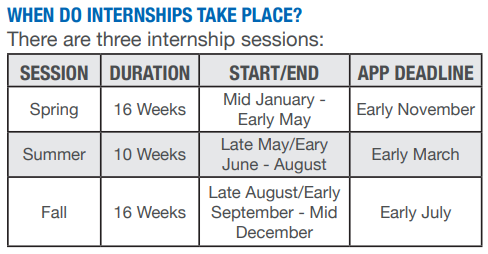 WHEN DO INTERNSHIPS TAKE PLACE?
There are three internship sessions:
SESSION DURATION START/END APP DEADLINE
Spring 16 Weeks Mid January - Early November
Early May
Summer 10 Weeks Late May/Eary Early March
June - August
Fall 16 Weeks Late August/Early Early July
September - Mid
December